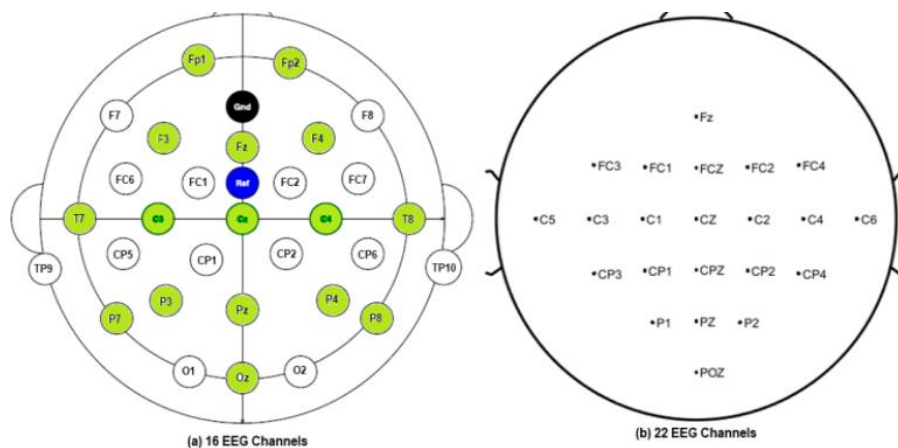 Fp1 Fp2
Gnd
F7 F8
F3 Fz F4
FC6 FC1 Ref FC2 FC7
T7 C3 Cz C4 T8
CP5 CP1 CP2 CP6
TP9 TP10
P3 Pz P4
P7 P8
O1 Oz O2
(a) 16 EEG Channels
Fz
FC3 FC1 FCZ FC2 FC4
C5 C3 C1 CZ C2 C4 C6
CP3 CP1 CPZ CP2 CP4
P1 PZ P2
POZ
(b) 22 EEG Channels